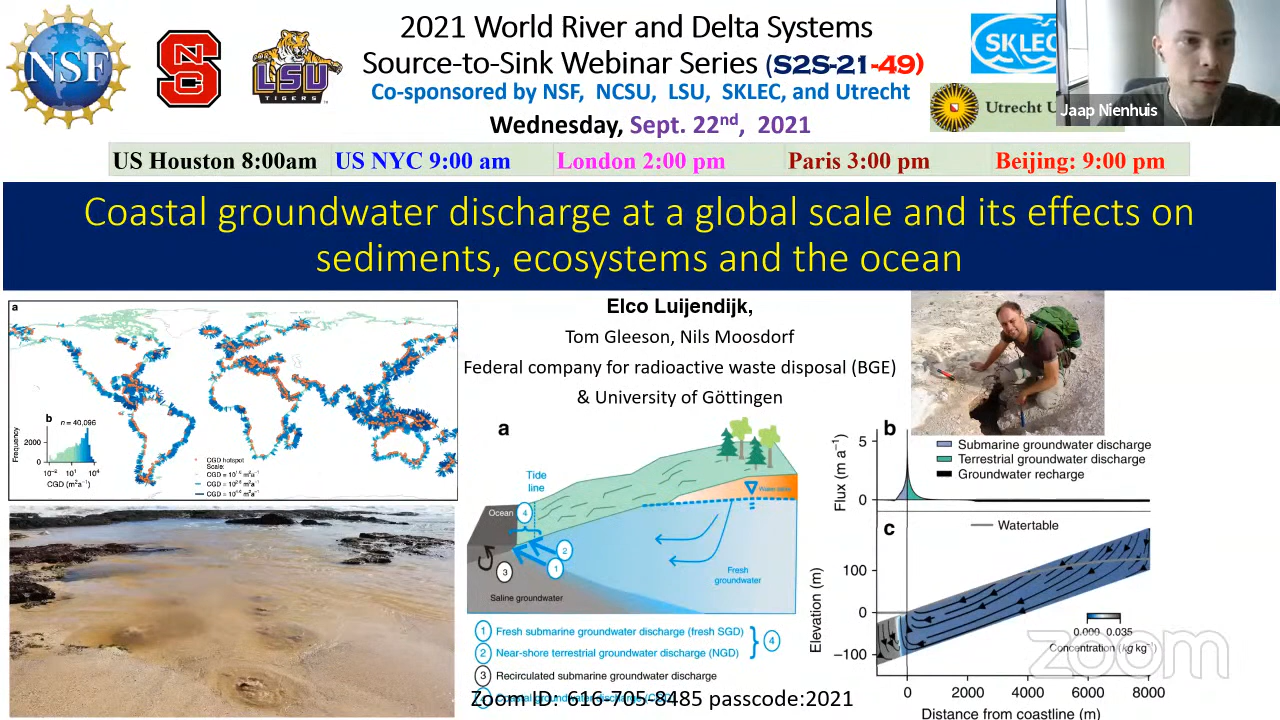 2021 World River and Delta Systems
Source-to-Sink Webinar Series (S2S-21-49)
Co-sponsored by NSF, NCSU, LSU, SKLEC, and Utrecht
Wednesday, Sept. 22nd, 2021
NSF
S
LSU
TIGERS
SKLEC
Utrecht U
Jaap Nienhuis
US Houston 8:00am US NYC 9:00 am London 2:00 pm Paris 3:00 pm Beijing: 9:00 pm
Coastal groundwater discharge at a global scale and its effects on
sediments, ecosystems and the ocean
Elco Luijendijk,
Tom Gleeson, Nils Moosdorf
Federal company for radioactive waste disposal (BGE)
& University of Göttingen
a
b
n = 40,096
Frequency
2000
0
CGD (m²a⁻¹)
CGD hotspot
Scale:
a
Tide
line
Ocean
4
Water table
2
1
3
Fresh
groundwater
Saline groundwater
1 Fresh submarine groundwater discharge (fresh SGD)
2 Near-shore terrestrial groundwater discharge (NGD)
4
3 Recirculated submarine groundwater discharge
Zoom ID: 616-705-8485 passcode:2021
b
Submarine groundwater discharge
Terrestrial groundwater discharge
Groundwater recharge
Flux (m a⁻¹)
5
0
c
Watertable
Elevation (m)
100
0
−100
0.000 0.035
Concentration (kg kg⁻¹)
zoom
0 2000 4000 6000 8000
Distance from coastline (m)